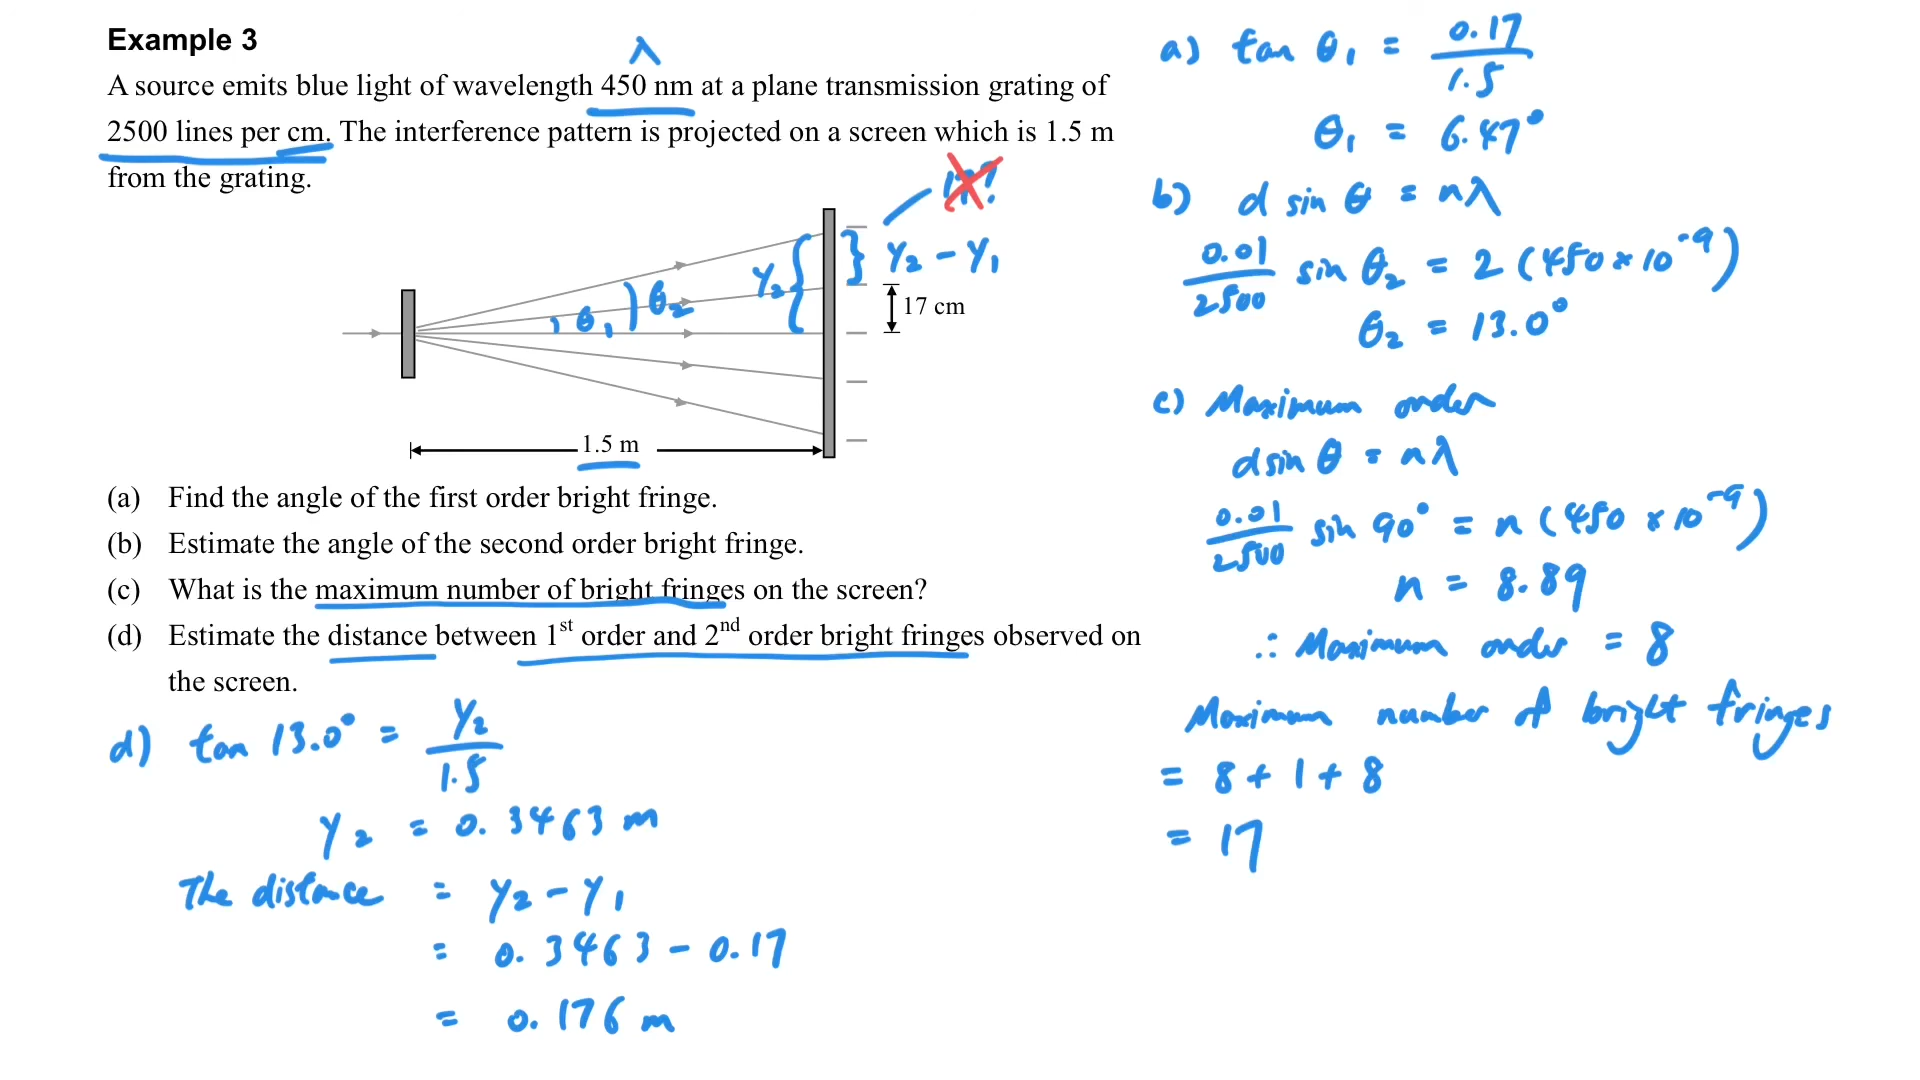 Example 3
λ
A source emits blue light of wavelength 450 nm at a plane transmission grating of
2500 lines per cm. The interference pattern is projected on a screen which is 1.5 m
from the grating.
17?
Y₂ - Y₁
Y₂
θ₁
θ₂
17 cm
1.5 m
(a) Find the angle of the first order bright fringe.
(b) Estimate the angle of the second order bright fringe.
(c) What is the maximum number of bright fringes on the screen?
(d) Estimate the distance between 1st order and 2nd order bright fringes observed on
the screen.
d) tan 13.0° = Y₂/1.5
Y₂ = 0.3463 m
The distance = Y₂ - Y₁
= 0.3463 - 0.17
= 0.176 m
a) tan θ₁ = 0.17/1.5
θ₁ = 6.47°
b) d sin θ = nλ
0.01/2500 sin θ₂ = 2 (450 × 10⁻⁹)
θ₂ = 13.0°
c) Maximum order
d sin θ = nλ
0.01/2500 sin 90° = n (450 × 10⁻⁹)
n = 8.89
∴ Maximum order = 8
Maximum number of bright fringes
= 8 + 1 + 8
= 17